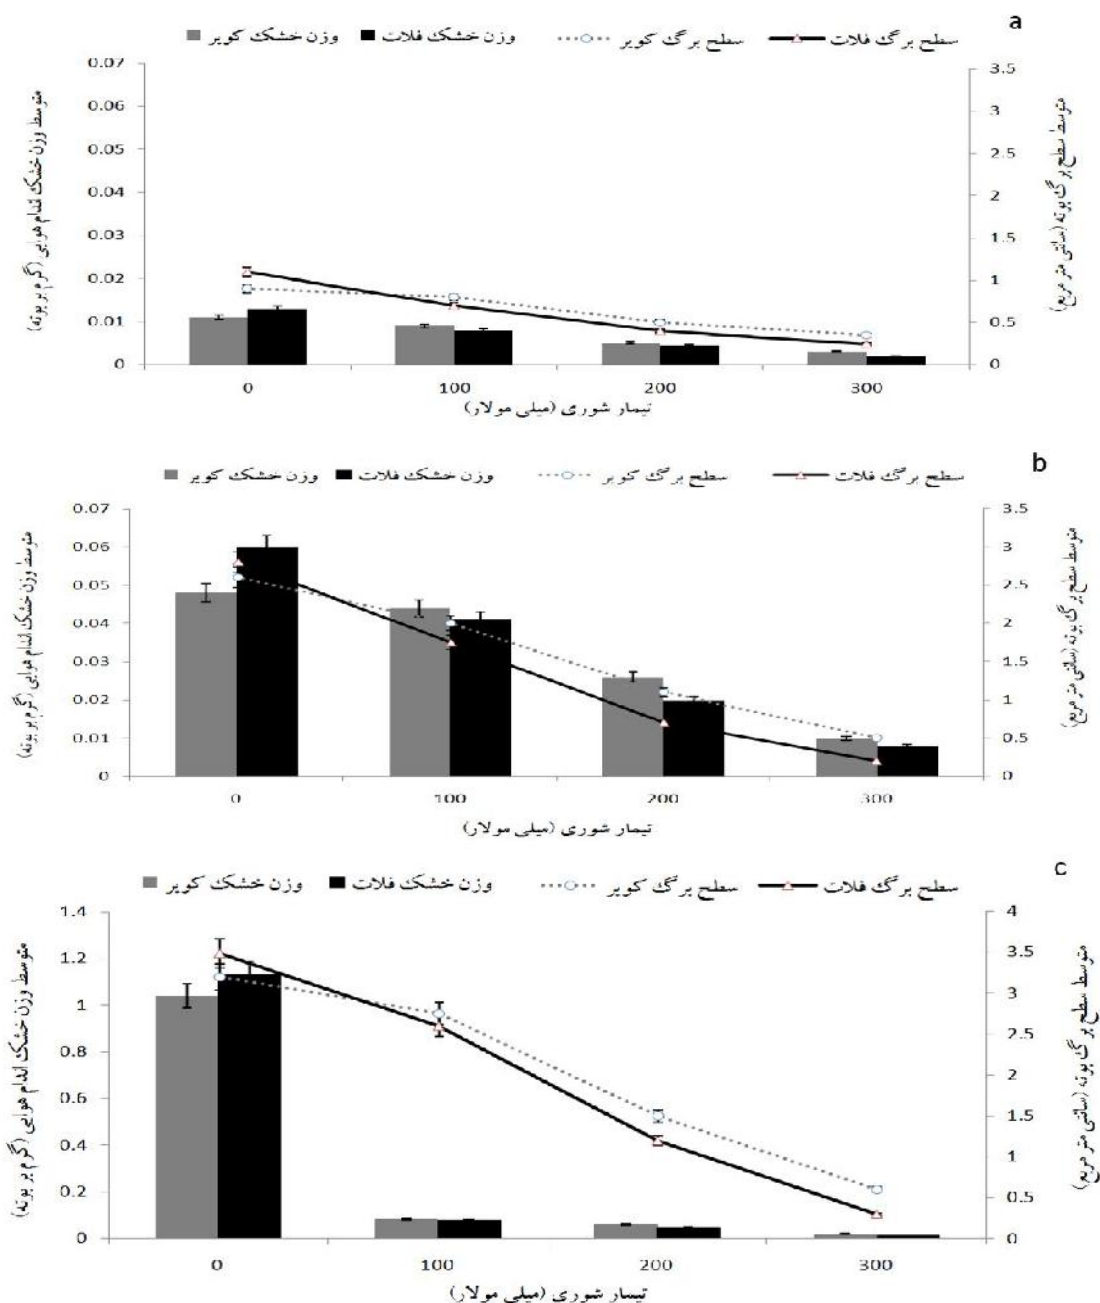 a
وزن خشک کویر وزن خشک فلات سطح برگ کویر سطح برگ فلات
متوسط وزن خشک اندام هوایی (گرم بر بوته)
0.07
0.06
0.05
0.04
0.03
0.02
0.01
0
3.5
3
2.5
2
1.5
1
0.5
0
متوسط سطح برگ بوته (سانتی متر مربع)
0 100 200 300
تیمار شوری (میلی مولار)
b
وزن خشک کویر وزن خشک فلات سطح برگ کویر سطح برگ فلات
متوسط وزن خشک اندام هوایی (گرم بر بوته)
0.07
0.06
0.05
0.04
0.03
0.02
0.01
0
3.5
3
2.5
2
1.5
1
0.5
0
متوسط سطح برگ بوته (سانتی متر مربع)
0 100 200 300
تیمار شوری (میلی مولار)
c
وزن خشک کویر وزن خشک فلات سطح برگ کویر سطح برگ فلات
متوسط وزن خشک اندام هوایی (گرم بر بوته)
1.4
1.2
1
0.8
0.6
0.4
0.2
0
4
3.5
3
2.5
2
1.5
1
0.5
0
متوسط سطح برگ بوته (سانتی متر مربع)
0 100 200 300
تیمار شوری (میلی مولار)